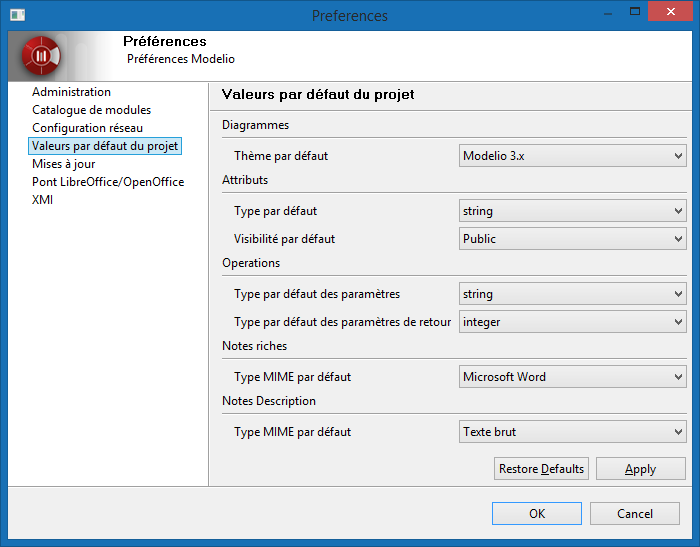 Preferences
Préférences
Préférences Modelio
Administration
Catalogue de modules
Configuration réseau
Valeurs par défaut du projet
Mises à jour
Pont LibreOffice/OpenOffice
XMI
Valeurs par défaut du projet
Diagrammes
Thème par défaut Modelio 3.x
Attributs
Type par défaut string
Visibilité par défaut Public
Operations
Type par défaut des paramètres string
Type par défaut des paramètres de retour integer
Notes riches
Type MIME par défaut Microsoft Word
Notes Description
Type MIME par défaut Texte brut
Restore Defaults Apply
OK Cancel